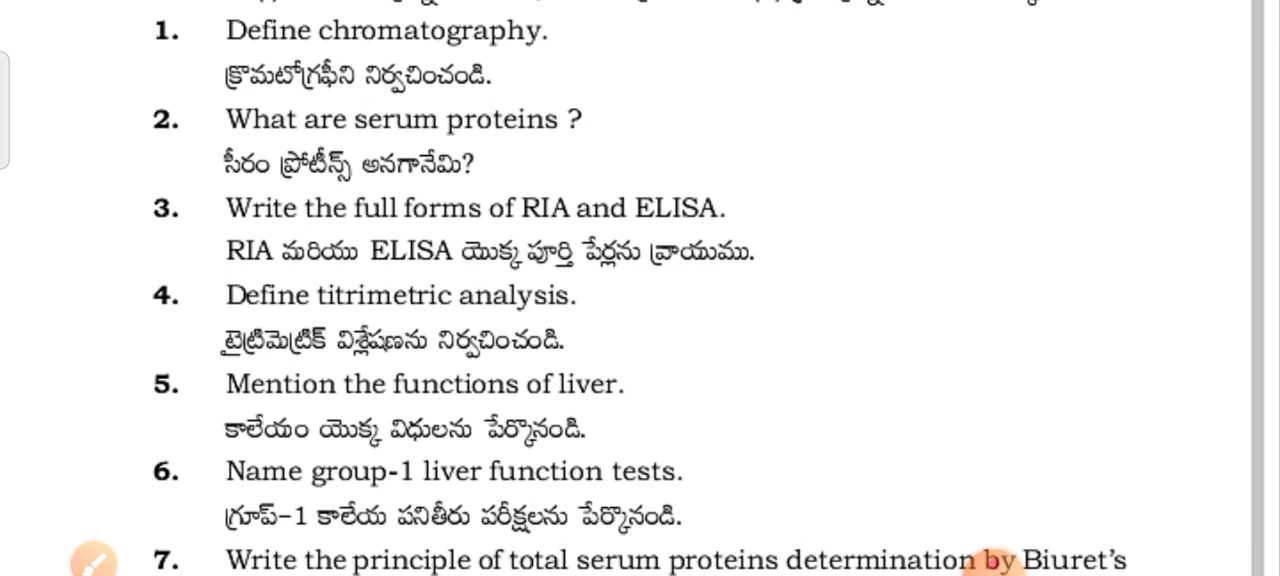 1. Define chromatography.
క్రొమటోగ్రఫీని నిర్వచించండి.
2. What are serum proteins ?
సీరం ప్రోటీన్స్ అనగానేమి?
3. Write the full forms of RIA and ELISA.
RIA మరియు ELISA యొక్క పూర్తి పేర్లను వ్రాయుము.
4. Define titrimetric analysis.
టైట్రిమెట్రిక్ విశ్లేషణను నిర్వచించండి.
5. Mention the functions of liver.
కాలేయం యొక్క విధులను పేర్కొనండి.
6. Name group-1 liver function tests.
గ్రూప్-1 కాలేయ పనితీరు పరీక్షలను పేర్కొనండి.
7. Write the principle of total serum proteins determination by Biuret's